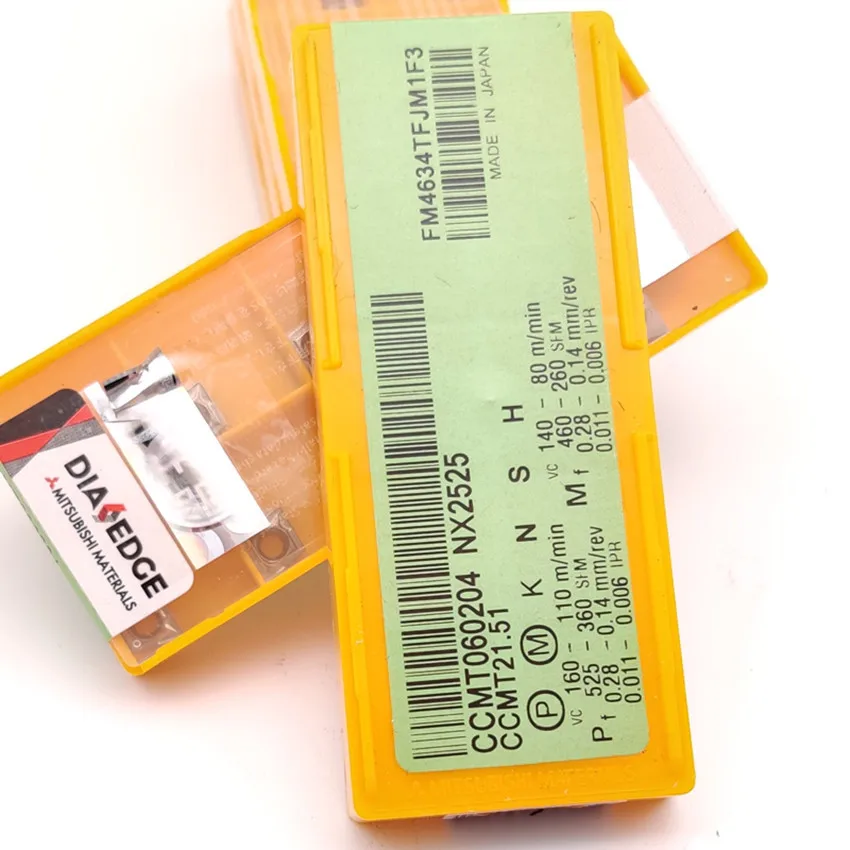 FM4634TFJM1F3
MADE IN JAPAN
CCMT060204 NX2525
CCMT21.51
P M K N S H
VC 160 - 110 m/min
525 - 360 SFM
P f 0.28 - 0.14 mm/rev
0.011 - 0.006 IPR
VC 140 - 80 m/min
460 - 260 SFM
M f 0.28 - 0.14 mm/rev
0.011 - 0.006 IPR
DIAEDGE
MITSUBISHI MATERIALS